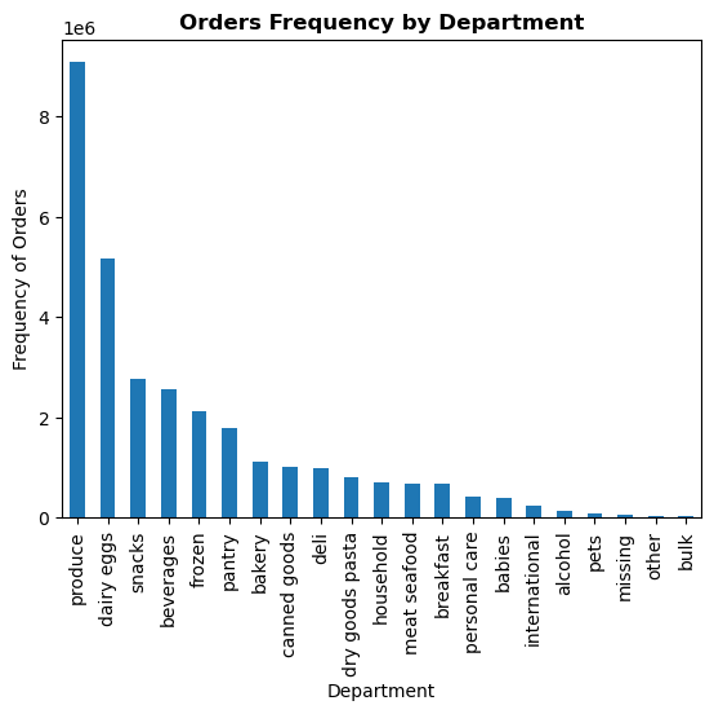 Orders Frequency by Department
1e6
8
6
4
2
0
Frequency of Orders
produce
dairy eggs
snacks
beverages
frozen
pantry
bakery
canned goods
deli
dry goods pasta
household
meat seafood
breakfast
personal care
babies
international
alcohol
pets
missing
other
bulk
Department